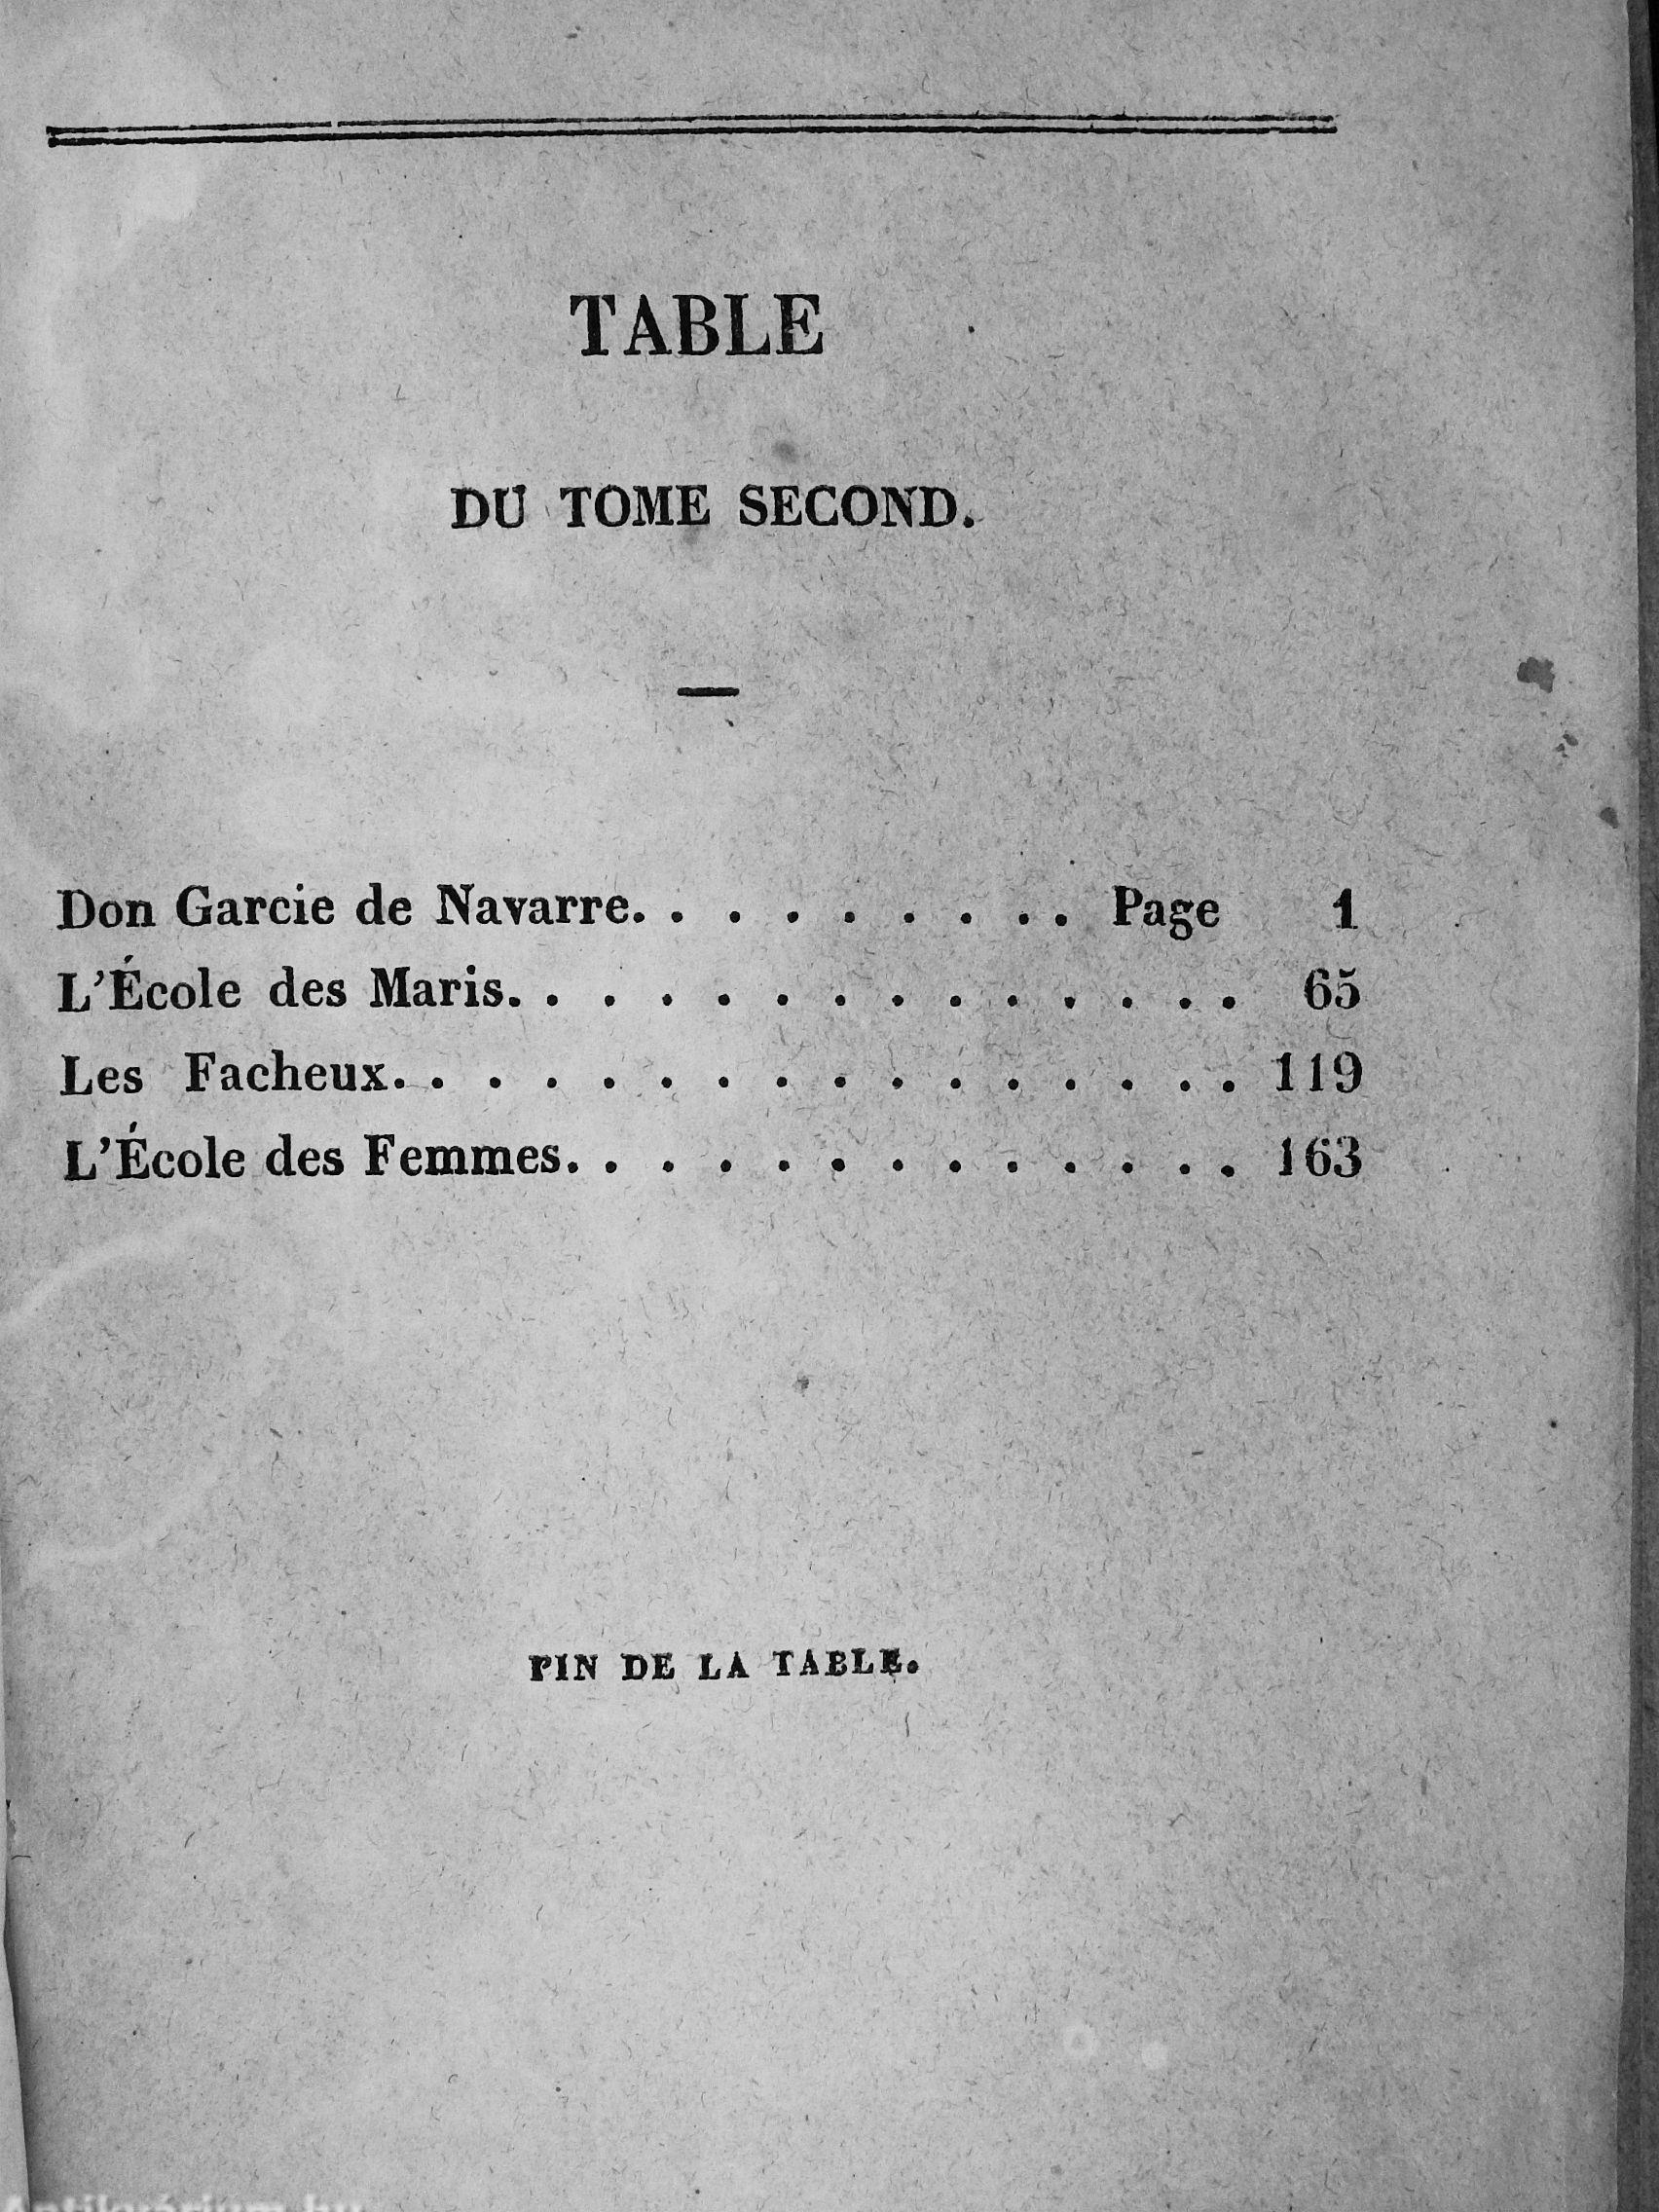 TABLE
DU TOME SECOND.
Don Garcie de Navarre. . . . . . . . . Page 1
L'École des Maris. . . . . . . . . . . . . . 65
Les Facheux. . . . . . . . . . . . . . . . 119
L'École des Femmes. . . . . . . . . . . . . 163
FIN DE LA TABLE.